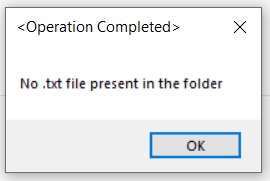 <Operation Completed>
No .txt file present in the folder
OK